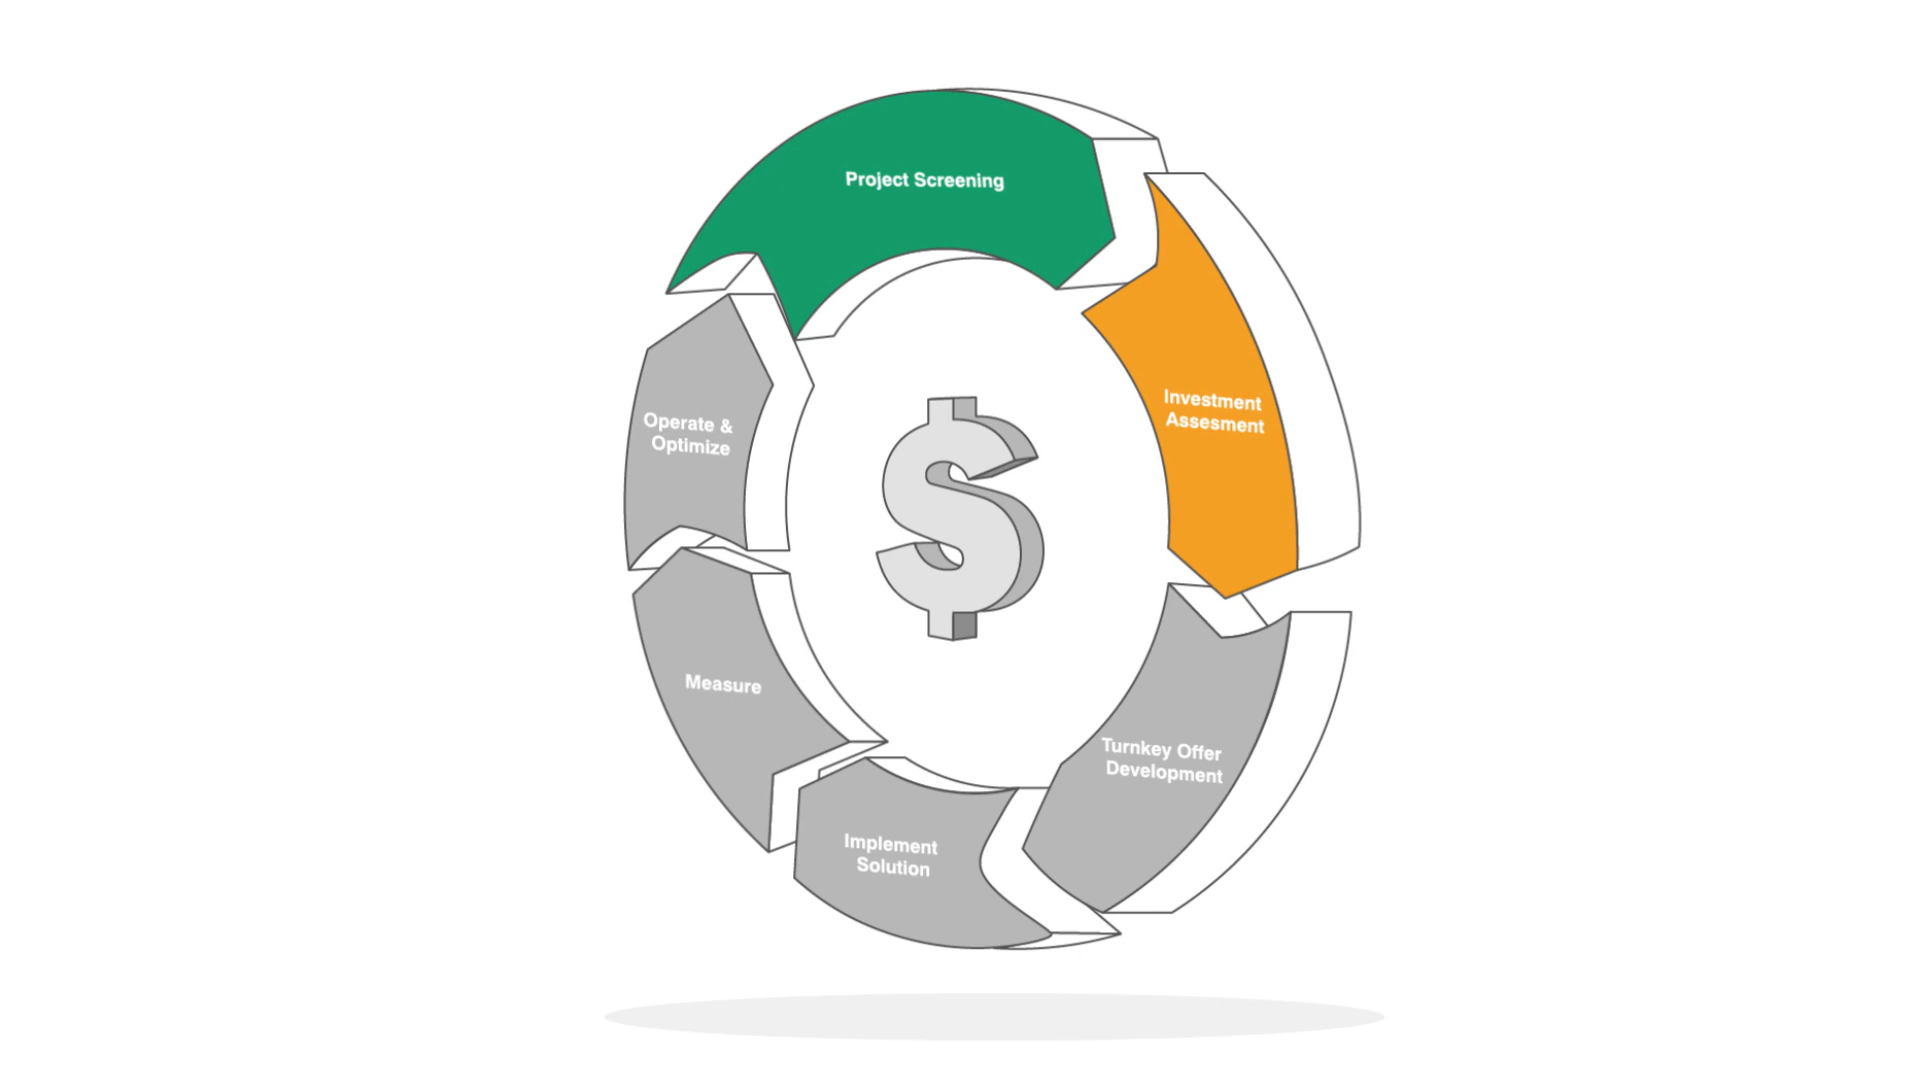 Project Screening
Investment
Assesment
Turnkey Offer
Development
Implement
Solution
Measure
Operate &
Optimize
$